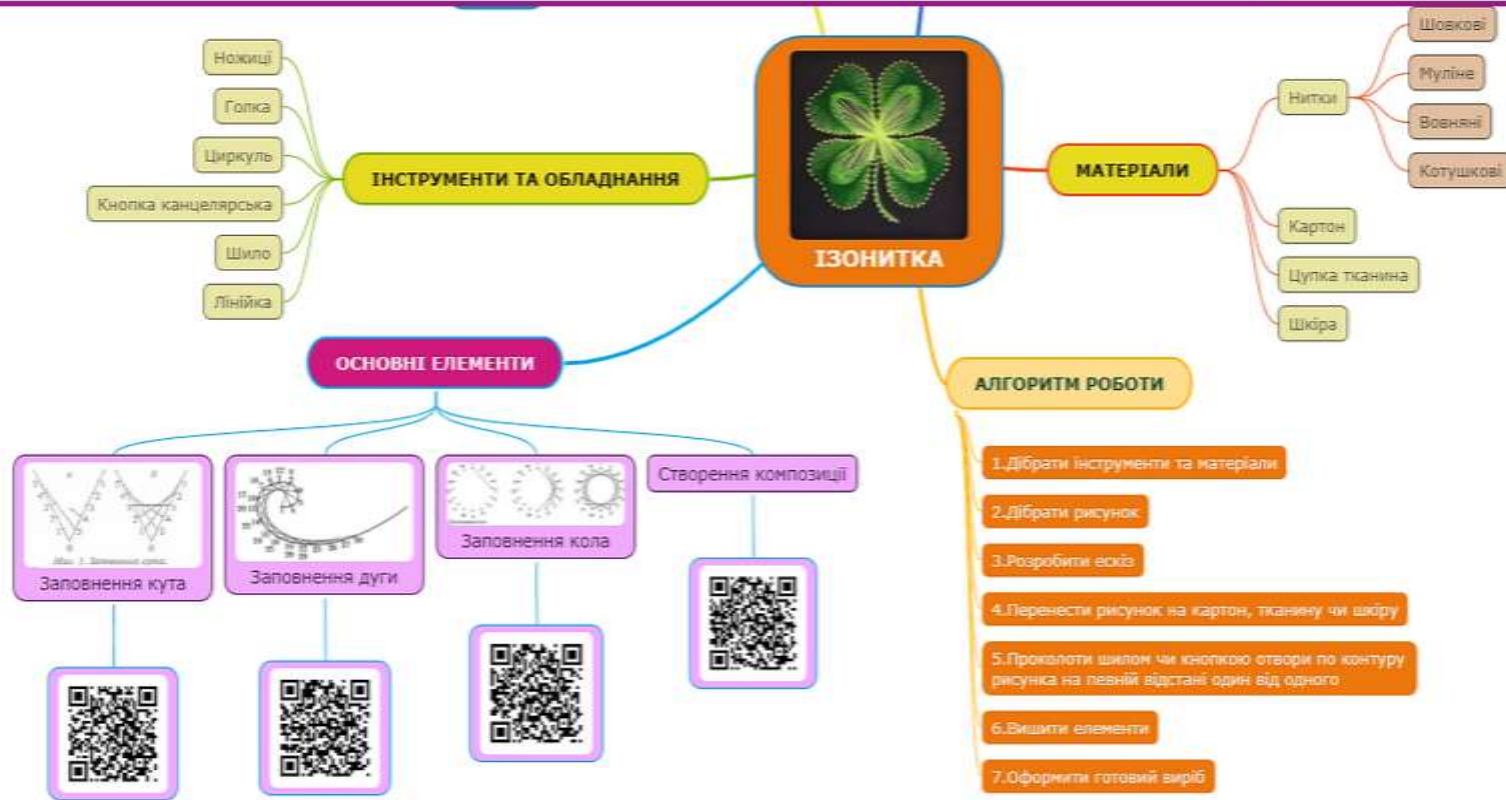 ІЗОНИТКА
ІНСТРУМЕНТИ ТА ОБЛАДНАННЯ
Ножиці
Голка
Циркуль
Кнопка канцелярська
Шило
Лінійка
МАТЕРІАЛИ
Нитки
Шовкові
Муліне
Вовняні
Котушкові
Картон
Цупка тканина
Шкіра
ОСНОВНІ ЕЛЕМЕНТИ
Заповнення кута
Заповнення дуги
Заповнення кола
Створення композиції
АЛГОРИТМ РОБОТИ
1.Дібрати інструменти та матеріали
2.Дібрати рисунок
3.Розробити ескіз
4.Перенести рисунок на картон, тканину чи шкіру
5.Проколоти шилом чи кнопкою отвори по контуру
рисунка на певній відстані один від одного
6.Вишити елементи
7.Оформити готовий виріб